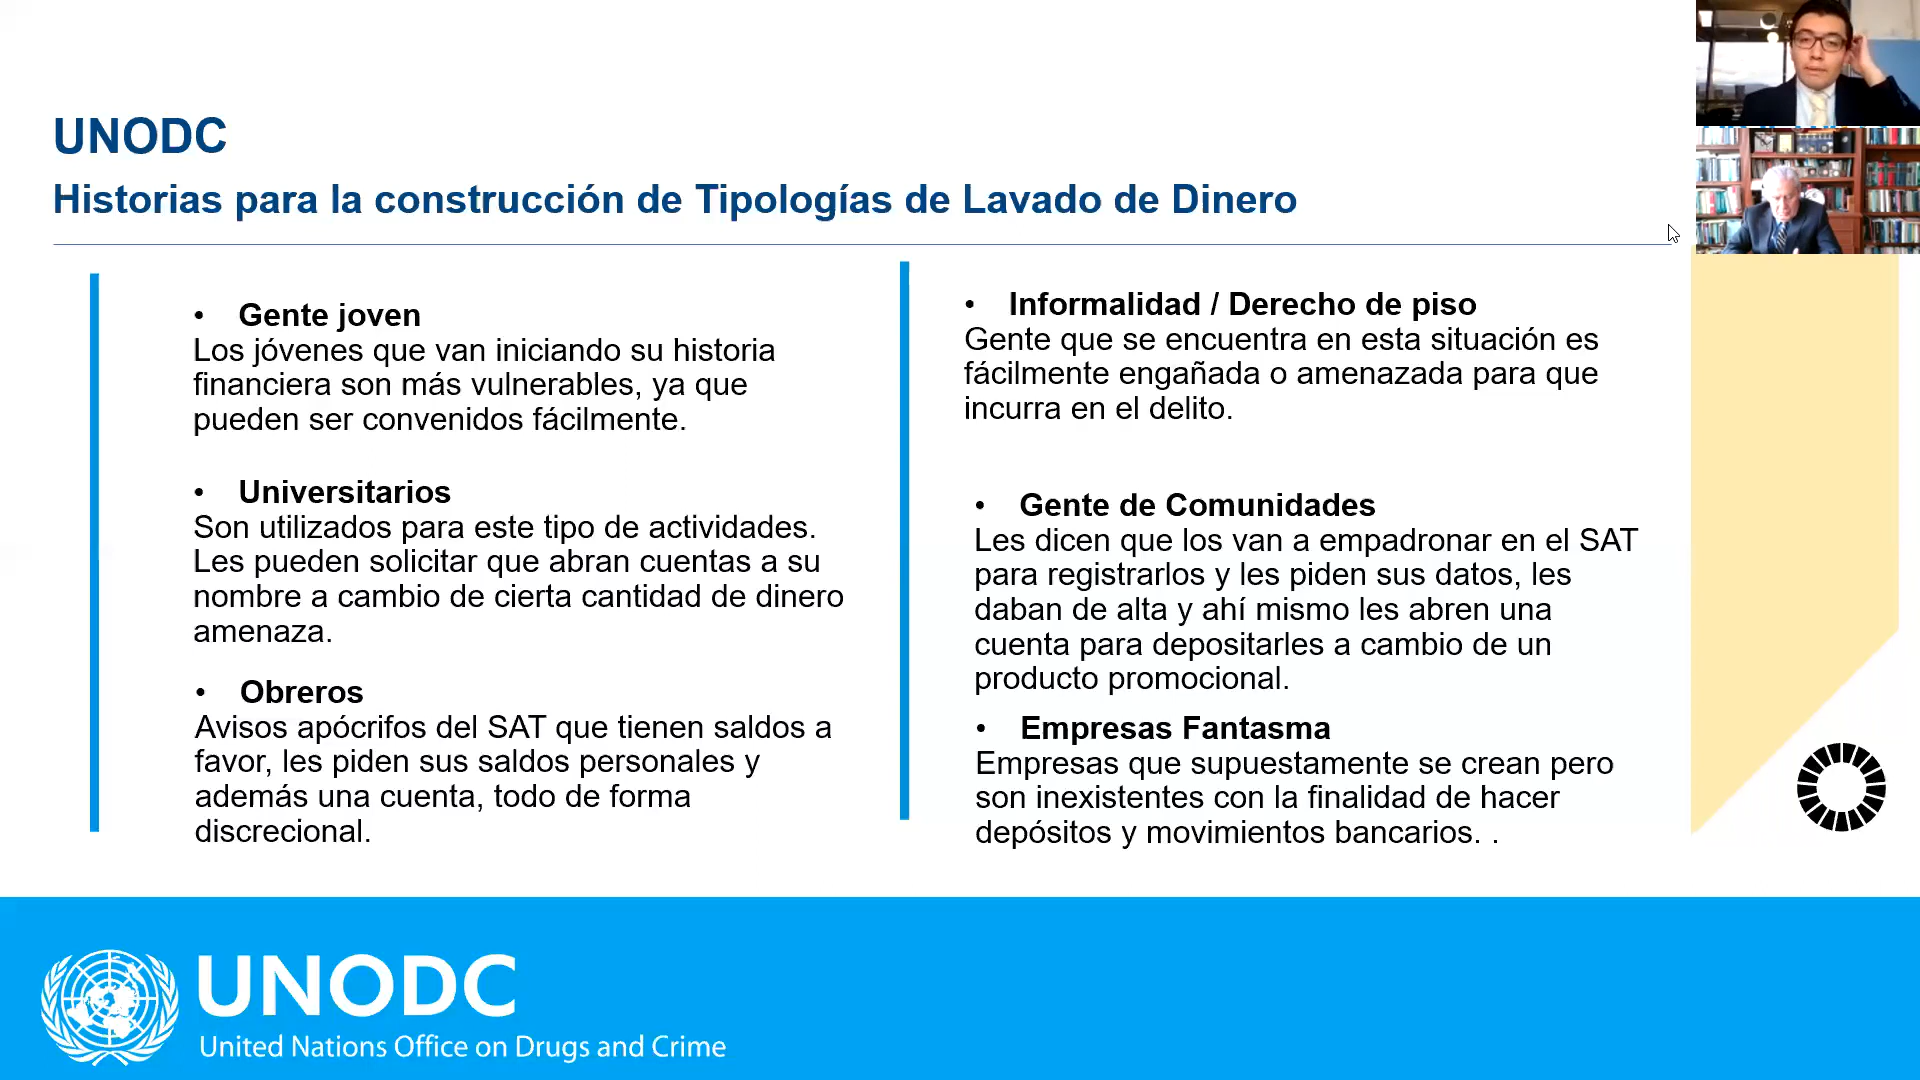 UNODC
Historias para la construcción de Tipologías de Lavado de Dinero
• Gente joven
Los jóvenes que van iniciando su historia
financiera son más vulnerables, ya que
pueden ser convenidos fácilmente.
• Universitarios
Son utilizados para este tipo de actividades.
Les pueden solicitar que abran cuentas a su
nombre a cambio de cierta cantidad de dinero
amenaza.
• Obreros
Avisos apócrifos del SAT que tienen saldos a
favor, les piden sus saldos personales y
además una cuenta, todo de forma
discrecional.
• Informalidad / Derecho de piso
Gente que se encuentra en esta situación es
fácilmente engañada o amenazada para que
incurra en el delito.
• Gente de Comunidades
Les dicen que los van a empadronar en el SAT
para registrarlos y les piden sus datos, les
daban de alta y ahí mismo les abren una
cuenta para depositarles a cambio de un
producto promocional.
• Empresas Fantasma
Empresas que supuestamente se crean pero
son inexistentes con la finalidad de hacer
depósitos y movimientos bancarios. .
UNODC
United Nations Office on Drugs and Crime